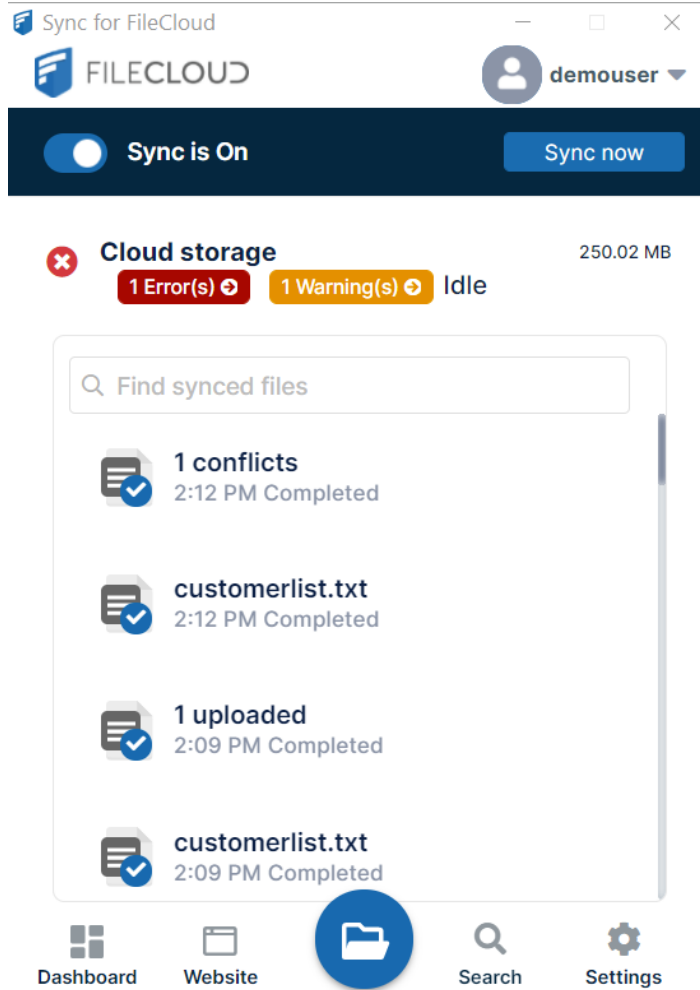 Sync for FileCloud
FILECLOUD
demouser
Sync is On
Sync now
Cloud storage
250.02 MB
1 Error(s)
1 Warning(s)
Idle
Find synced files
1 conflicts
2:12 PM Completed
customerlist.txt
2:12 PM Completed
1 uploaded
2:09 PM Completed
customerlist.txt
2:09 PM Completed
Dashboard
Website
Search
Settings